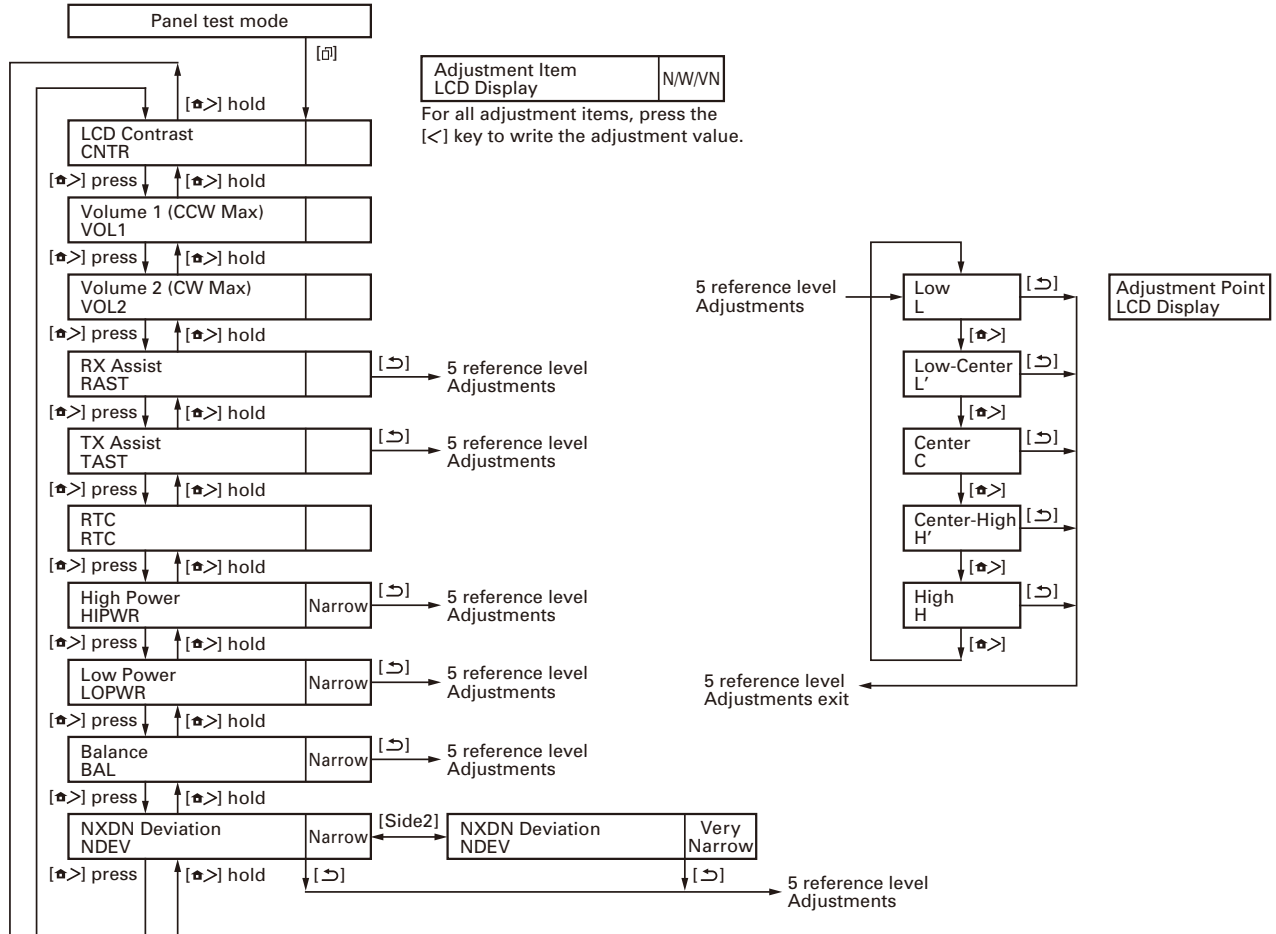 Panel test mode
[🗇]
Adjustment Item
LCD Display
N/W/VN
For all adjustment items, press the
[<] key to write the adjustment value.
[🏠>] hold
LCD Contrast
CNTR
[🏠>] press
[🏠>] hold
Volume 1 (CCW Max)
VOL1
[🏠>] press
[🏠>] hold
Volume 2 (CW Max)
VOL2
[🏠>] press
[🏠>] hold
RX Assist
RAST
[⮌]
5 reference level
Adjustments
[🏠>] press
[🏠>] hold
TX Assist
TAST
[⮌]
5 reference level
Adjustments
[🏠>] press
[🏠>] hold
RTC
RTC
[🏠>] press
[🏠>] hold
High Power
HIPWR
Narrow
[⮌]
5 reference level
Adjustments
[🏠>] press
[🏠>] hold
Low Power
LOPWR
Narrow
[⮌]
5 reference level
Adjustments
[🏠>] press
[🏠>] hold
Balance
BAL
Narrow
[⮌]
5 reference level
Adjustments
[🏠>] press
[🏠>] hold
NXDN Deviation
NDEV
Narrow
[Side2]
NXDN Deviation
NDEV
Very
Narrow
[🏠>] press
[🏠>] hold
[⮌]
[⮌]
5 reference level
Adjustments
5 reference level
Adjustments
Low
L
[⮌]
Adjustment Point
LCD Display
[🏠>]
Low-Center
L’
[⮌]
[🏠>]
Center
C
[⮌]
[🏠>]
Center-High
H’
[⮌]
[🏠>]
High
H
[⮌]
[🏠>]
5 reference level
Adjustments exit